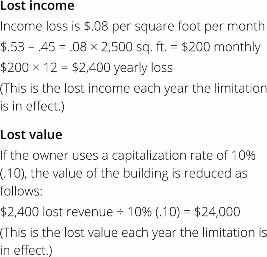 Lost income
Income loss is $.08 per square foot per month
$.53 – .45 = .08 × 2,500 sq. ft. = $200 monthly
$200 × 12 = $2,400 yearly loss
(This is the lost income each year the limitation
is in effect.)
Lost value
If the owner uses a capitalization rate of 10%
(.10), the value of the building is reduced as
follows:
$2,400 lost revenue ÷ 10% (.10) = $24,000
(This is the lost value each year the limitation is
in effect.)